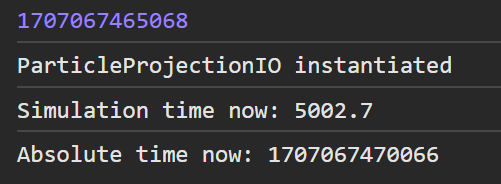 1707067465068
ParticleProjectionIO instantiated
Simulation time now: 5002.7
Absolute time now: 1707067470066